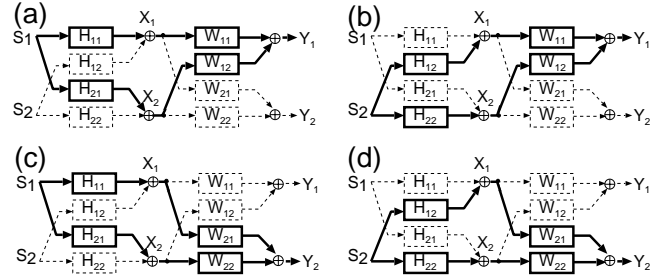 (a)
X₁
S₁ H₁₁ W₁₁ Y₁
H₁₂ W₁₂
H₂₁ X₂ W₂₁
S₂ H₂₂ W₂₂ Y₂
(b)
X₁
S₁ H₁₁ W₁₁ Y₁
H₁₂ W₁₂
H₂₁ X₂ W₂₁
S₂ H₂₂ W₂₂ Y₂
(c)
X₁
S₁ H₁₁ W₁₁ Y₁
H₁₂ W₁₂
H₂₁ X₂ W₂₁
S₂ H₂₂ W₂₂ Y₂
(d)
X₁
S₁ H₁₁ W₁₁ Y₁
H₁₂ W₁₂
H₂₁ X₂ W₂₁
S₂ H₂₂ W₂₂ Y₂